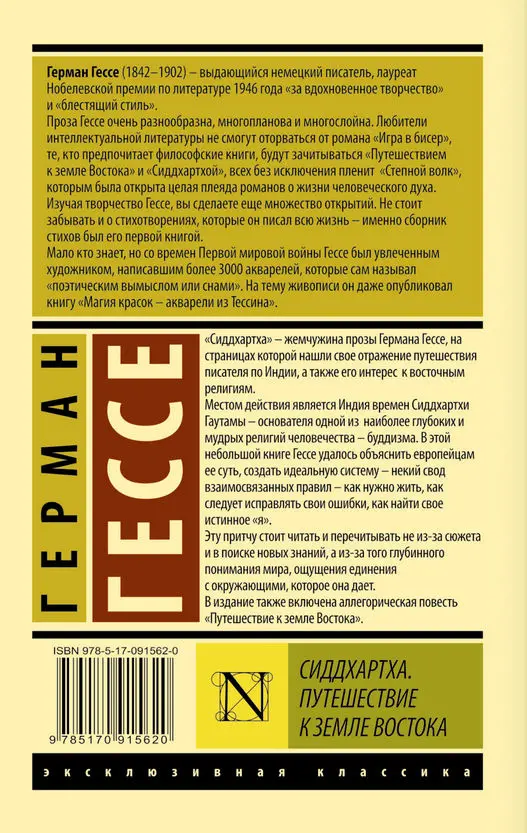 Герман Гессе (1842–1902) – выдающийся немецкий писатель, лауреат
Нобелевской премии по литературе 1946 года «за вдохновенное творчество»
и «блестящий стиль».
Проза Гессе очень разнообразна, многопланова и многослойна. Любители
интеллектуальной литературы не смогут оторваться от романа «Игра в бисер»,
те, кто предпочитает философские книги, будут зачитываться «Путешествием
к земле Востока» и «Сиддхартхой», всех без исключения пленит «Степной волк»,
которым была открыта целая плеяда романов о жизни человеческого духа.
Изучая творчество Гессе, вы сделаете еще множество открытий. Не стоит
забывать и о стихотворениях, которые он писал всю жизнь – именно сборник
стихов был его первой книгой.
Мало кто знает, но со времен Первой мировой войны Гессе был увлеченным
художником, написавшим более 3000 акварелей, которые сам называл
«поэтическим вымыслом или снами». На тему живописи он даже опубликовал
книгу «Магия красок – акварели из Тессина».
ГЕРМАН
ГЕССЕ
«Сиддхартха» – жемчужина прозы Германа Гессе, на
страницах которой нашли свое отражение путешествия
писателя по Индии, а также его интерес к восточным
религиям.
Местом действия является Индия времен Сиддхартхи
Гаутамы – основателя одной из наиболее глубоких и
мудрых религий человечества – буддизма. В этой
небольшой книге Гессе удалось объяснить европейцам
ее суть, создать идеальную систему – некий свод
взаимосвязанных правил – как нужно жить, как
следует исправлять свои ошибки, как найти свое
истинное «я».
Эту притчу стоит читать и перечитывать не из-за сюжета
и в поиске новых знаний, а из-за того глубинного
понимания мира, ощущения единения
с окружающими, которое она дает.
В издание также включена аллегорическая повесть
«Путешествие к земле Востока».
ISBN 978-5-17-091562-0
9 785170 915620
N
СИДДХАРТХА.
ПУТЕШЕСТВИЕ
К ЗЕМЛЕ ВОСТОКА
эксклюзивная классика